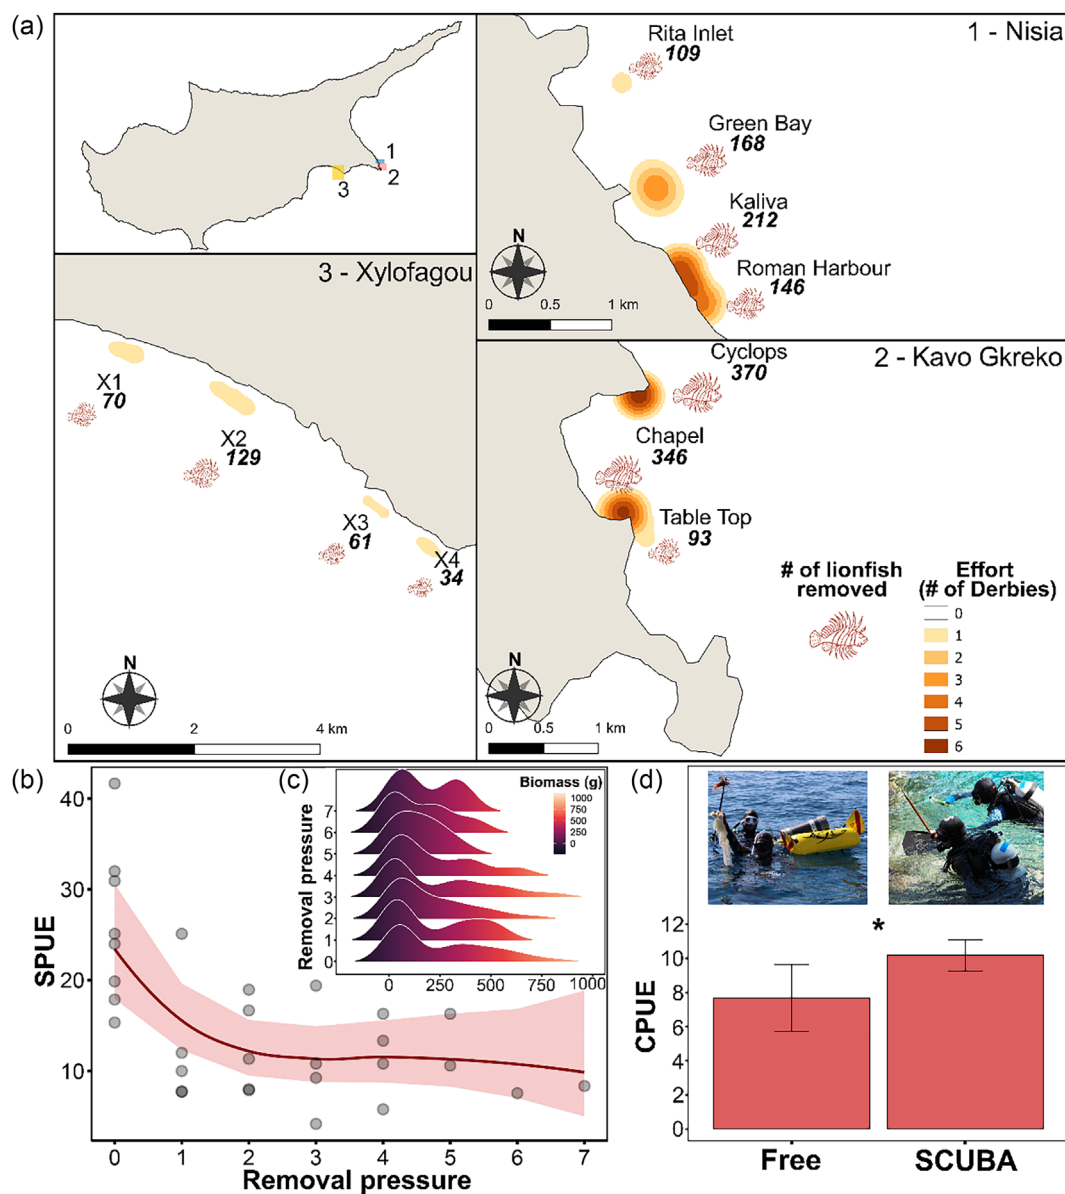 (a)
1
2
3
1 - Nisia
Rita Inlet
109
Green Bay
168
Kaliva
212
Roman Harbour
146
N
0 0.5 1 km
3 - Xylofagou
X1
70
X2
129
X3
61
X4
34
N
0 2 4 km
2 - Kavo Gkreko
Cyclops
370
Chapel
346
Table Top
93
N
0 0.5 1 km
# of lionfish
removed
Effort
(# of Derbies)
0
1
2
3
4
5
6
(b)
SPUE
40
30
20
10
0 1 2 3 4 5 6 7
Removal pressure
(c)
Removal pressure
7
6
5
4
3
2
1
0
0 250 500 750 1000
Biomass (g)
1000
750
500
250
0
(d)
CPUE
12
10
8
6
4
2
0
*
Free SCUBA